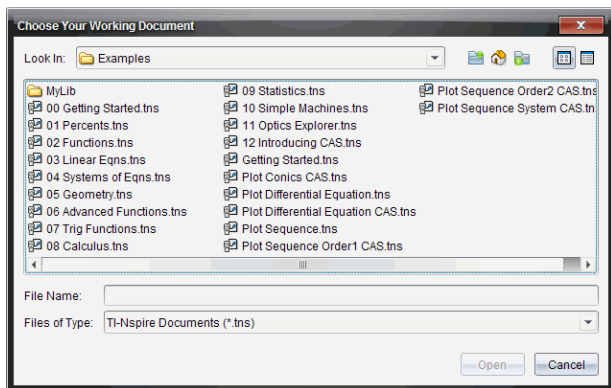 Choose Your Working Document
Look In: Examples
MyLib
00 Getting Started.tns
01 Percents.tns
02 Functions.tns
03 Linear Eqns.tns
04 Systems of Eqns.tns
05 Geometry.tns
06 Advanced Functions.tns
07 Trig Functions.tns
08 Calculus.tns
09 Statistics.tns
10 Simple Machines.tns
11 Optics Explorer.tns
12 Introducing CAS.tns
Getting Started.tns
Plot Conics CAS.tns
Plot Differential Equation.tns
Plot Differential Equation CAS.tns
Plot Sequence.tns
Plot Sequence Order1 CAS.tns
Plot Sequence Order2 CAS.tns
Plot Sequence System CAS.tn
File Name:
Files of Type: TI-Nspire Documents (*.tns)
Open Cancel